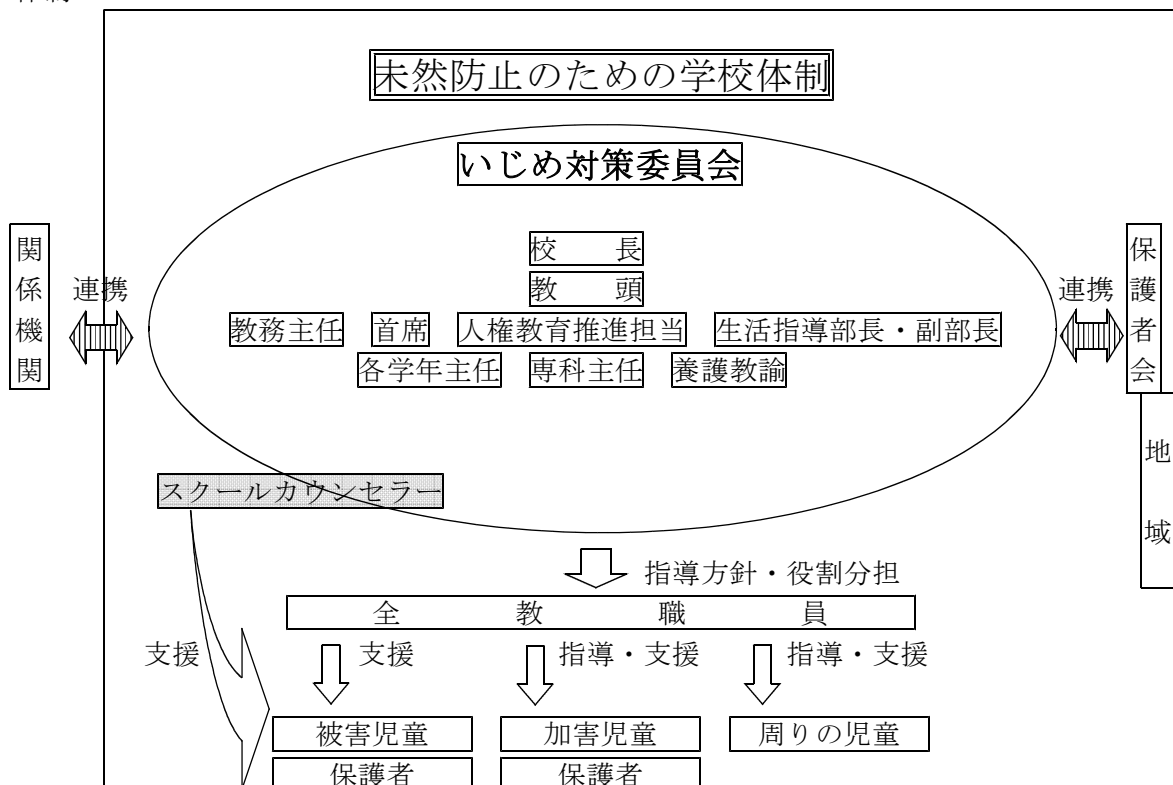 未然防止のための学校体制
いじめ対策委員会
校　　長
教　　頭
教務主任　首席　人権教育推進担当　生活指導部長・副部長
各学年主任　専科主任　養護教諭
関係機関
連携
連携
保護者会
地域
スクールカウンセラー
指導方針・役割分担
全　教　職　員
支援
支援
指導・支援
指導・支援
被害児童
加害児童
周りの児童
保護者
保護者